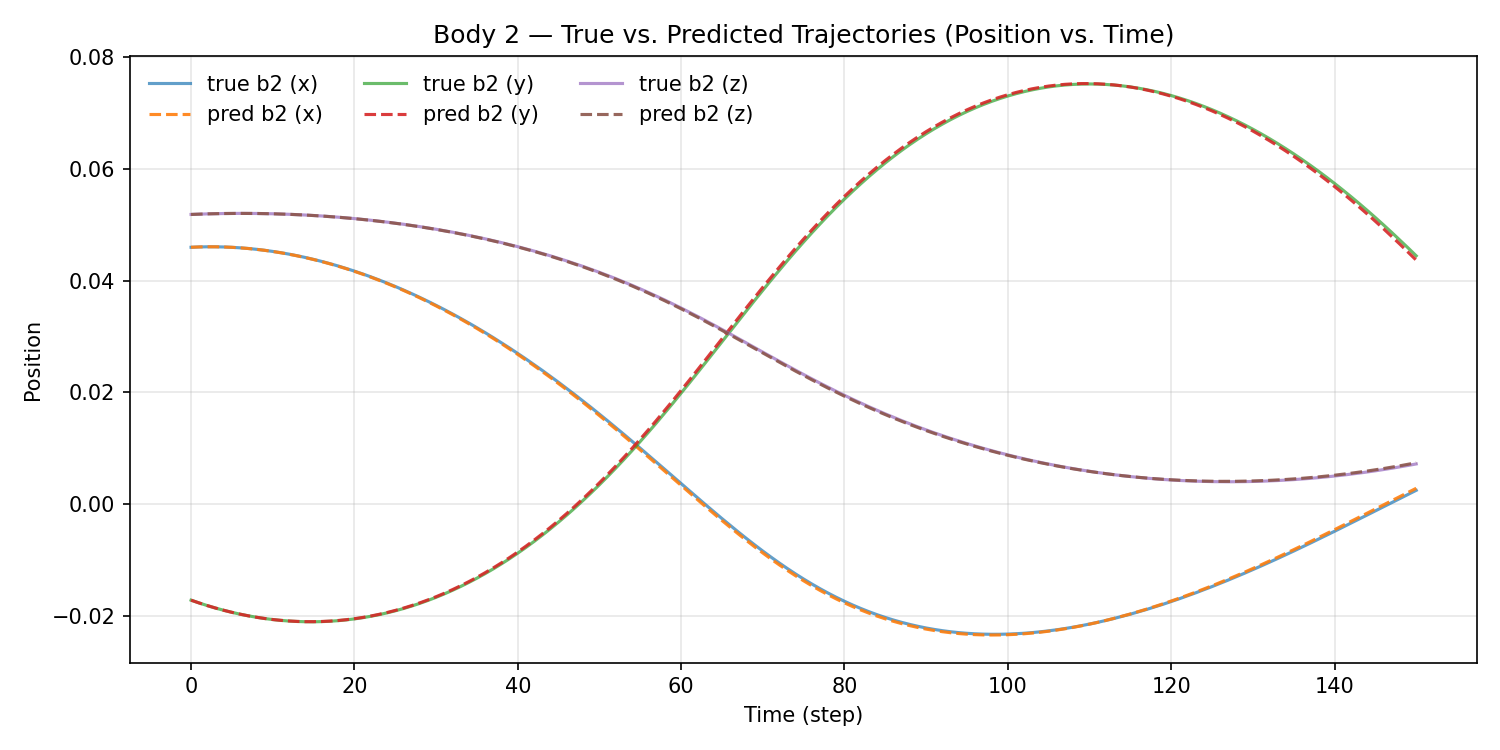 Body 2 — True vs. Predicted Trajectories (Position vs. Time)
true b2 (x) true b2 (y) true b2 (z)
pred b2 (x) pred b2 (y) pred b2 (z)
0.08
0.06
0.04
0.02
0.00
−0.02
Position
0 20 40 60 80 100 120 140
Time (step)